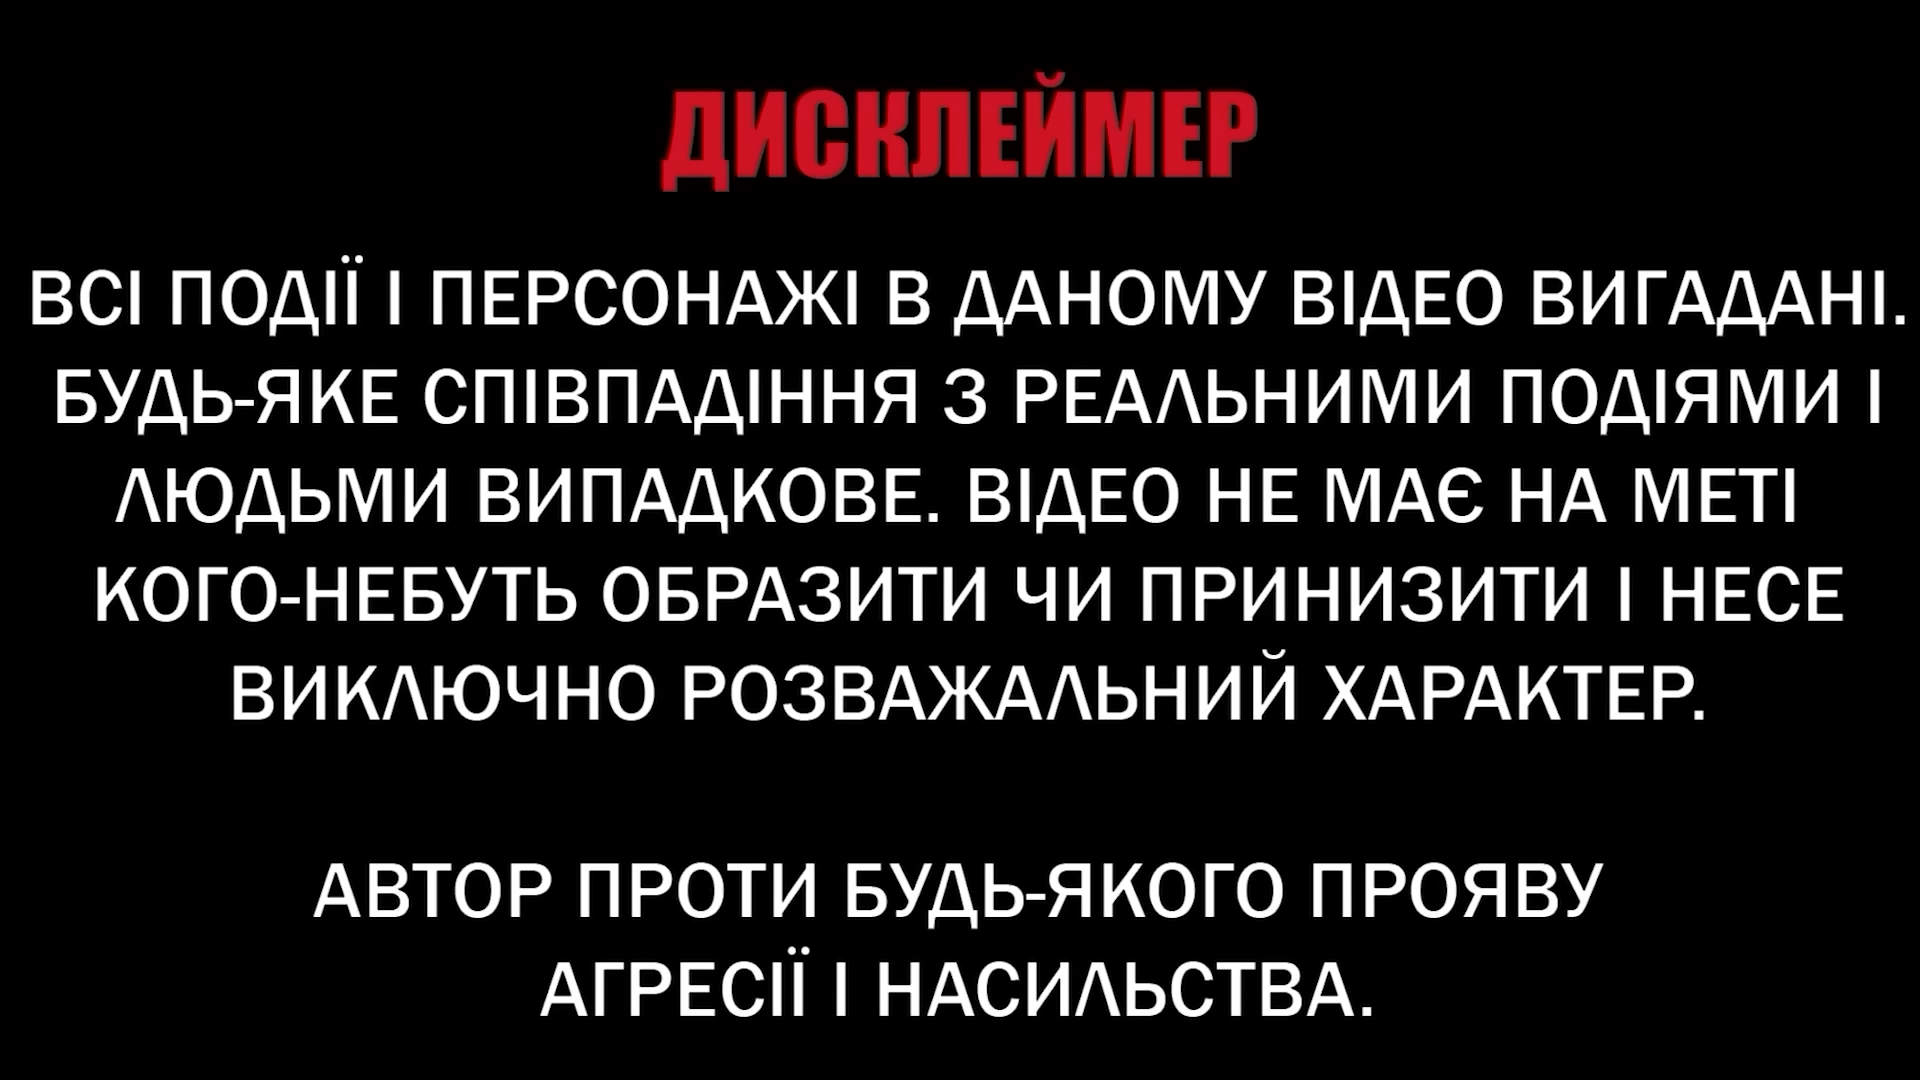 ДИСКЛЕЙМЕР
ВСІ ПОДІЇ І ПЕРСОНАЖІ В ДАНОМУ ВІДЕО ВИГАДАНІ.
БУДЬ-ЯКЕ СПІВПАДІННЯ З РЕАЛЬНИМИ ПОДІЯМИ І
ЛЮДЬМИ ВИПАДКОВЕ. ВІДЕО НЕ МАЄ НА МЕТІ
КОГО-НЕБУТЬ ОБРАЗИТИ ЧИ ПРИНИЗИТИ І НЕСЕ
ВИКЛЮЧНО РОЗВАЖАЛЬНИЙ ХАРАКТЕР.
АВТОР ПРОТИ БУДЬ-ЯКОГО ПРОЯВУ
АГРЕСІЇ І НАСИЛЬСТВА.